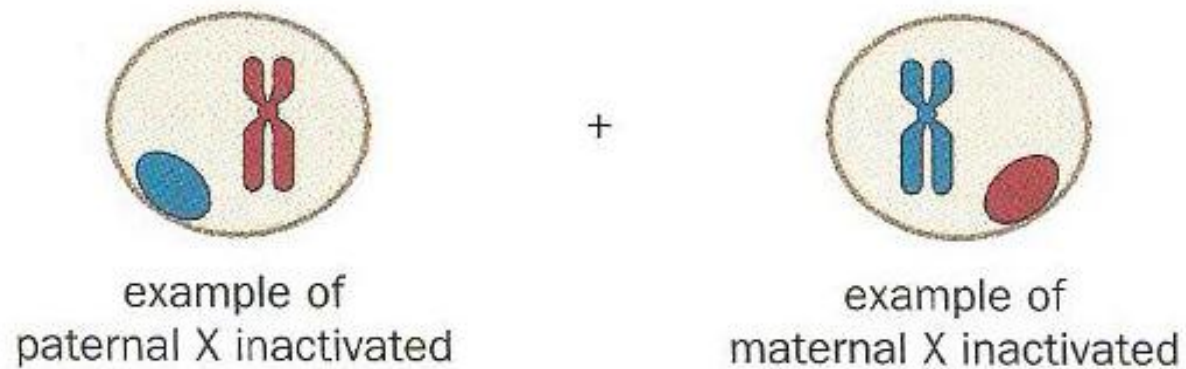 +
example of
paternal X inactivated
example of
maternal X inactivated